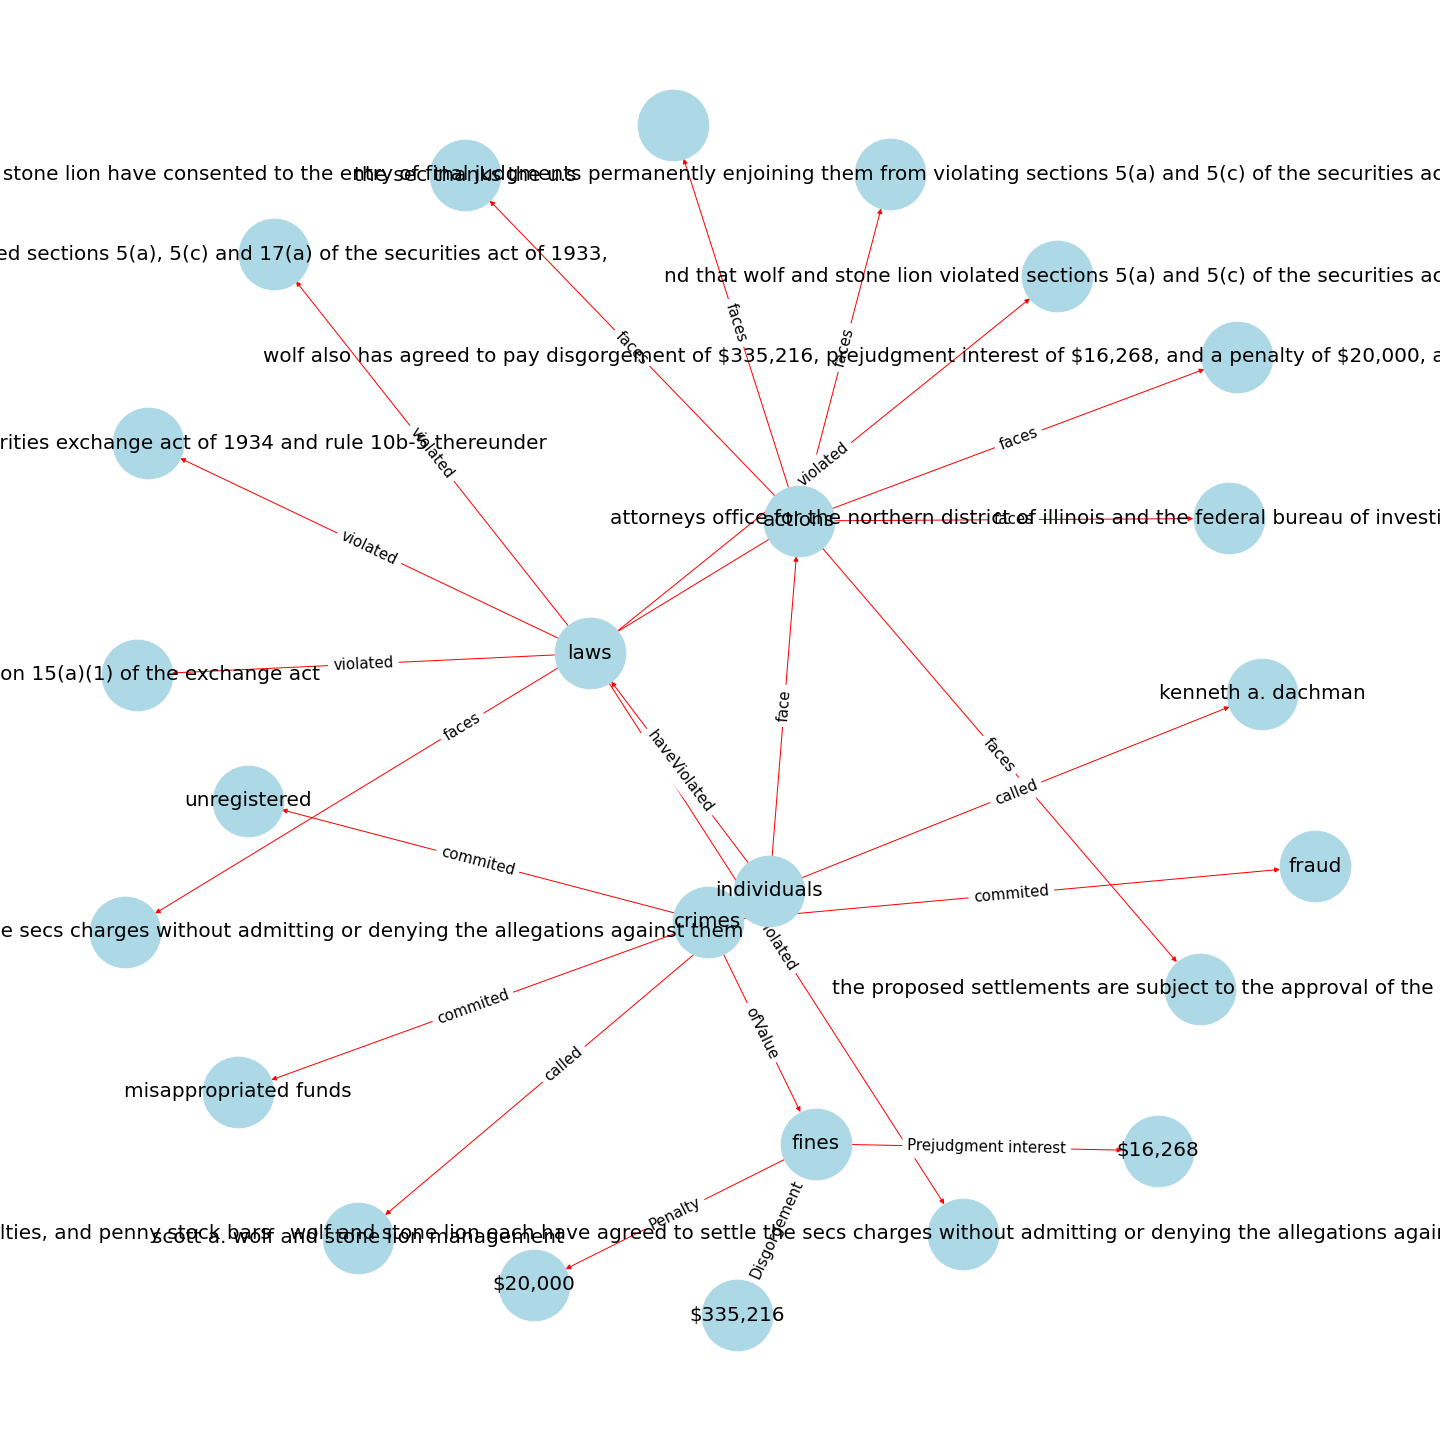 stone lion have consented to the entry of final judgments permanently enjoining them from violating sections 5(a) and 5(c) of the securities ac
the sec thanks the u.s
ed sections 5(a), 5(c) and 17(a) of the securities act of 1933,
nd that wolf and stone lion violated sections 5(a) and 5(c) of the securities ac
faces
faces
faces
wolf also has agreed to pay disgorgement of $335,216, prejudgment interest of $16,268, and a penalty of $20,000, a
rities exchange act of 1934 and rule 10b-5 thereunder
violated
faces
violated
attorneys office for the northern district of illinois and the federal bureau of investi
actions
faces
violated
laws
violated
on 15(a)(1) of the exchange act
kenneth a. dachman
face
faces
faces
haveViolated
called
unregistered
commited
fraud
individuals
commited
crimes
e secs charges without admitting or denying the allegations against them
violated
the proposed settlements are subject to the approval of the
commited
ofValue
called
misappropriated funds
fines
Prejudgment interest
$16,268
Penalty
Disgorgement
lties, and penny stock bars wolf and stone lion each have agreed to settle the secs charges without admitting or denying the allegations again
scott a. wolf and stone lion management
$20,000
$335,216